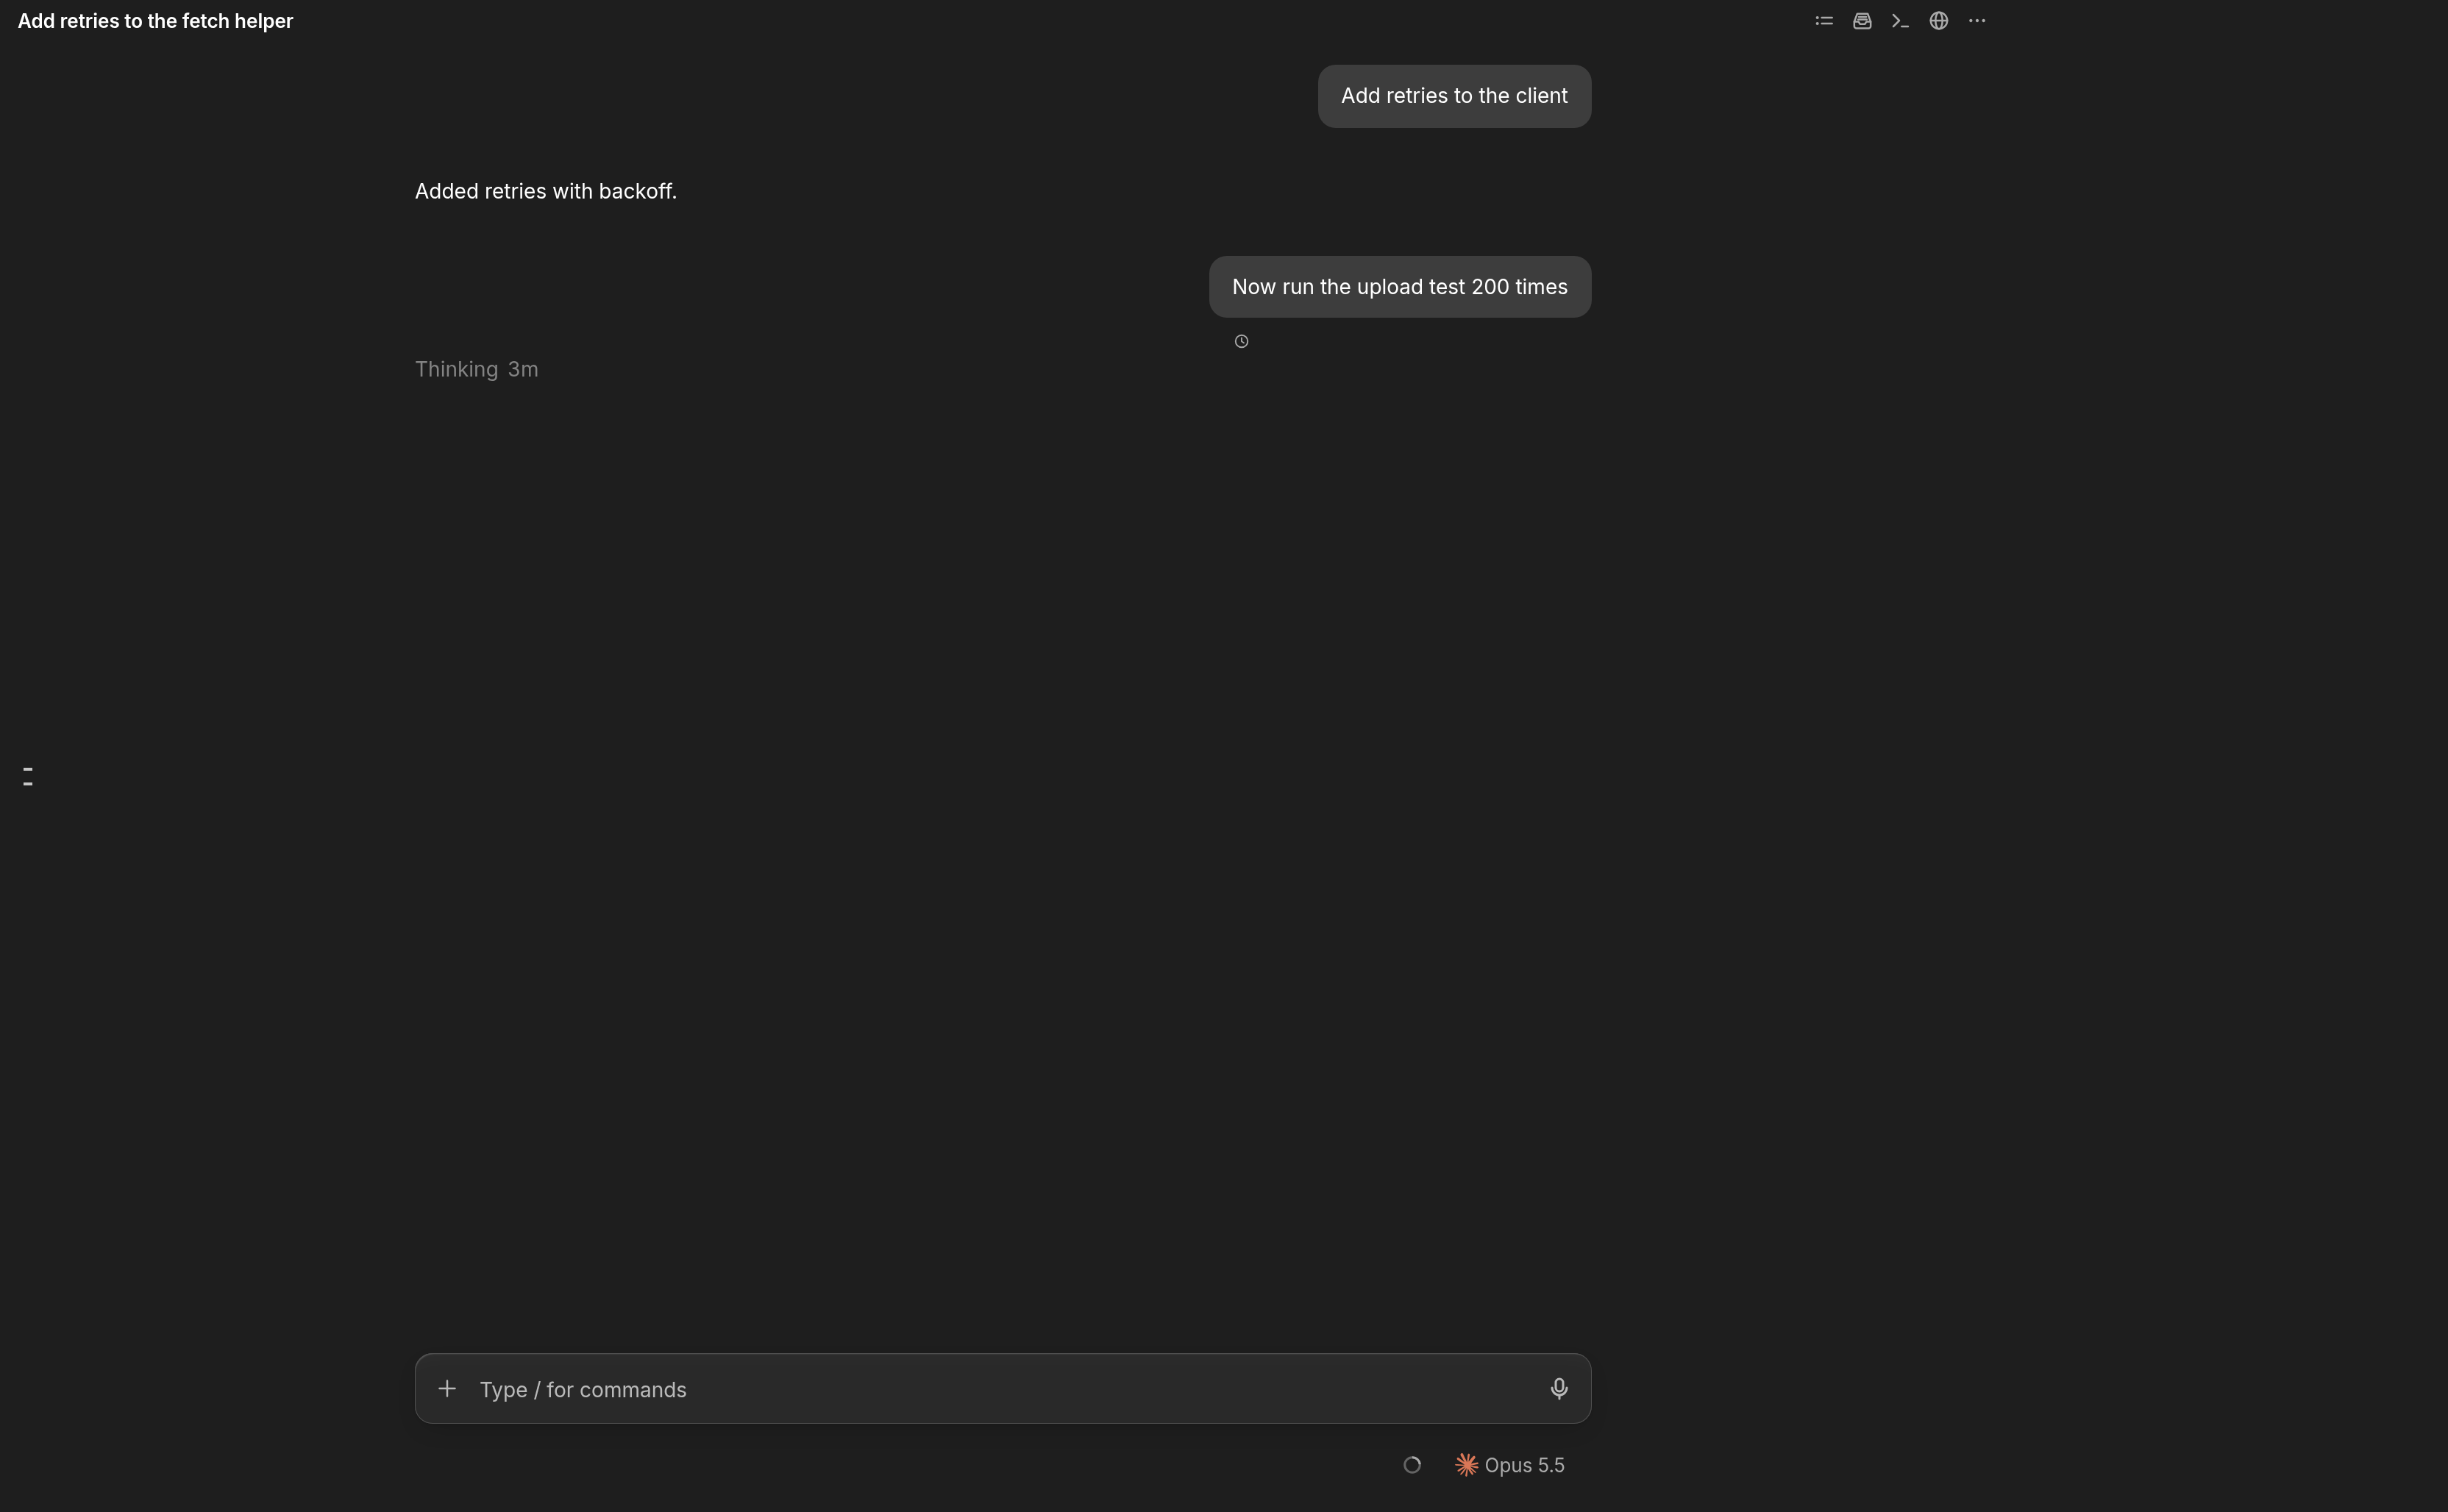 Add retries to the fetch helper
Add retries to the client
Added retries with backoff.
Now run the upload test 200 times
Thinking 3m
Type / for commands
Opus 5.5